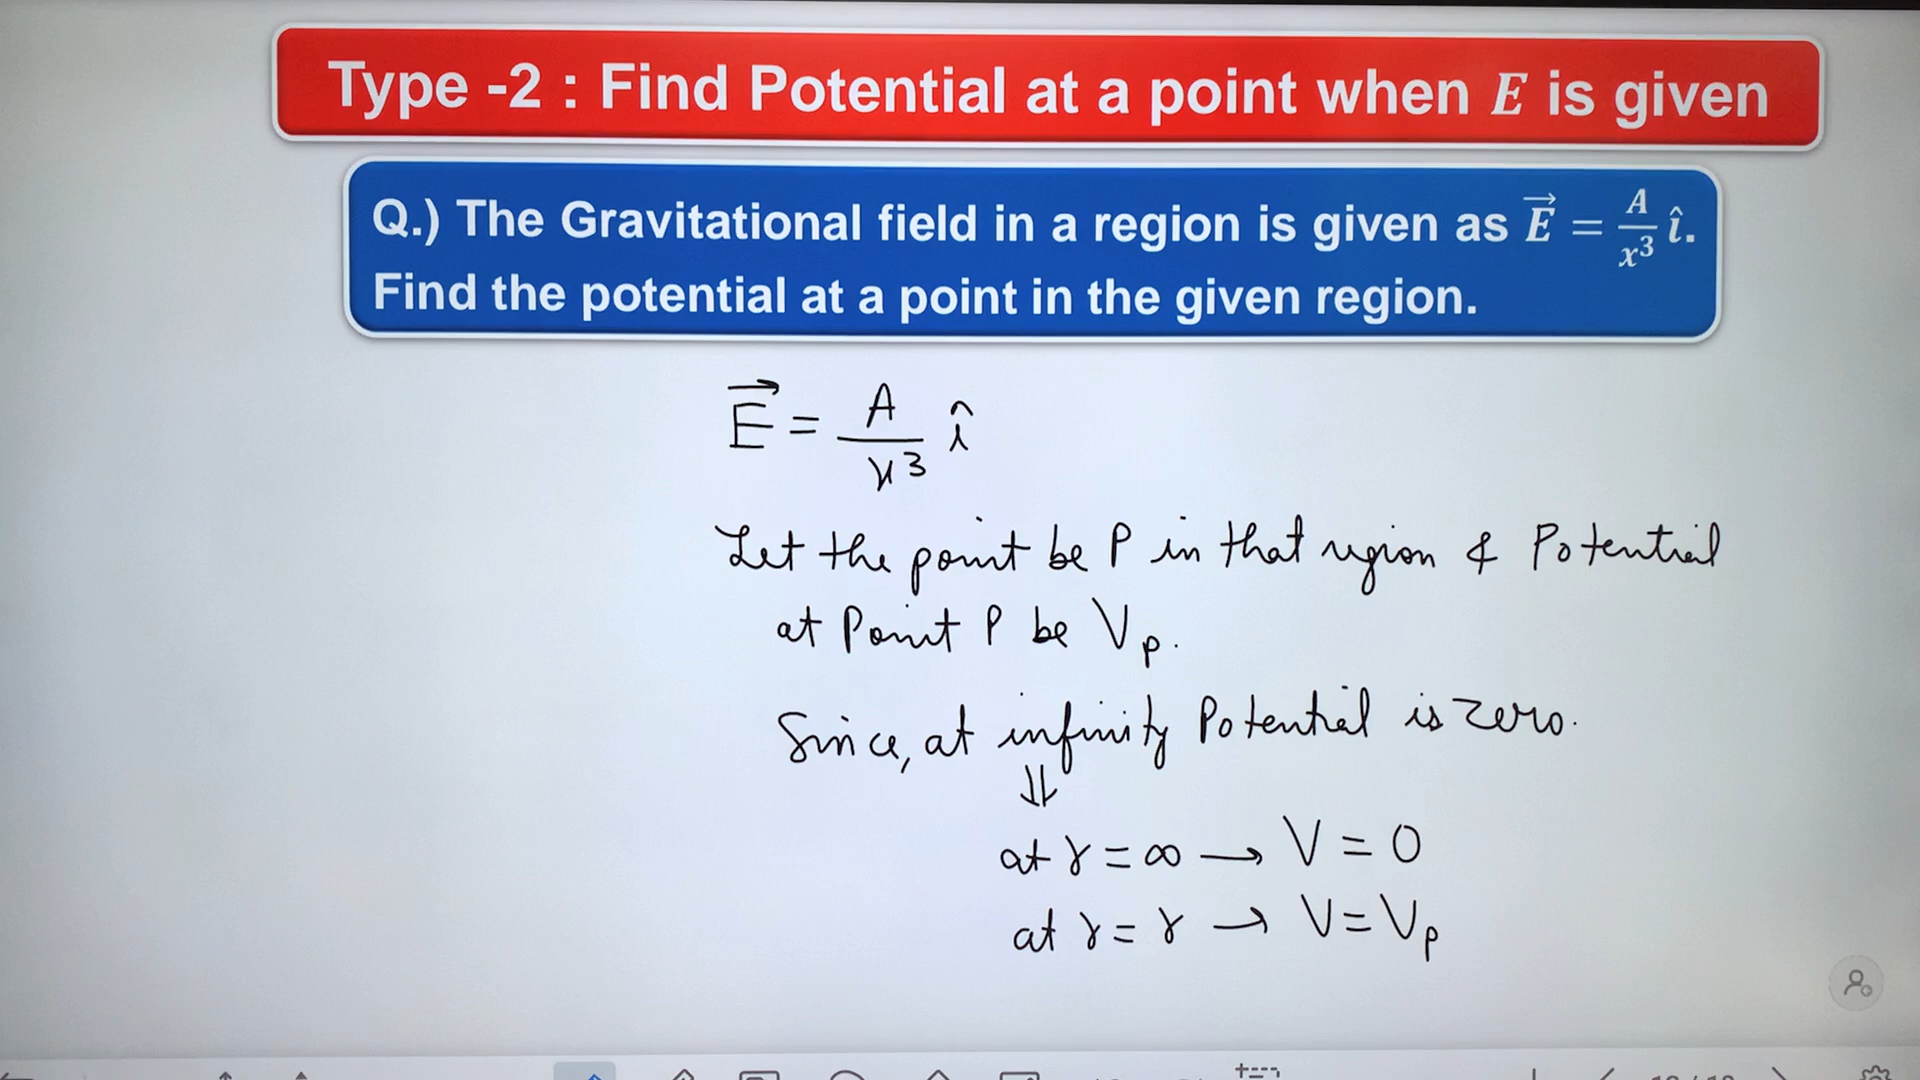 Type -2 : Find Potential at a point when E is given
Q.) The Gravitational field in a region is given as E⃗ = A/x³ î.
Find the potential at a point in the given region.
E⃗ = A/x³ î
Let the point be P in that region & Potential
at Point P be Vₚ.
Since, at infinity Potential is zero.
⇓
at r = ∞ → V = 0
at r = r → V = Vₚ